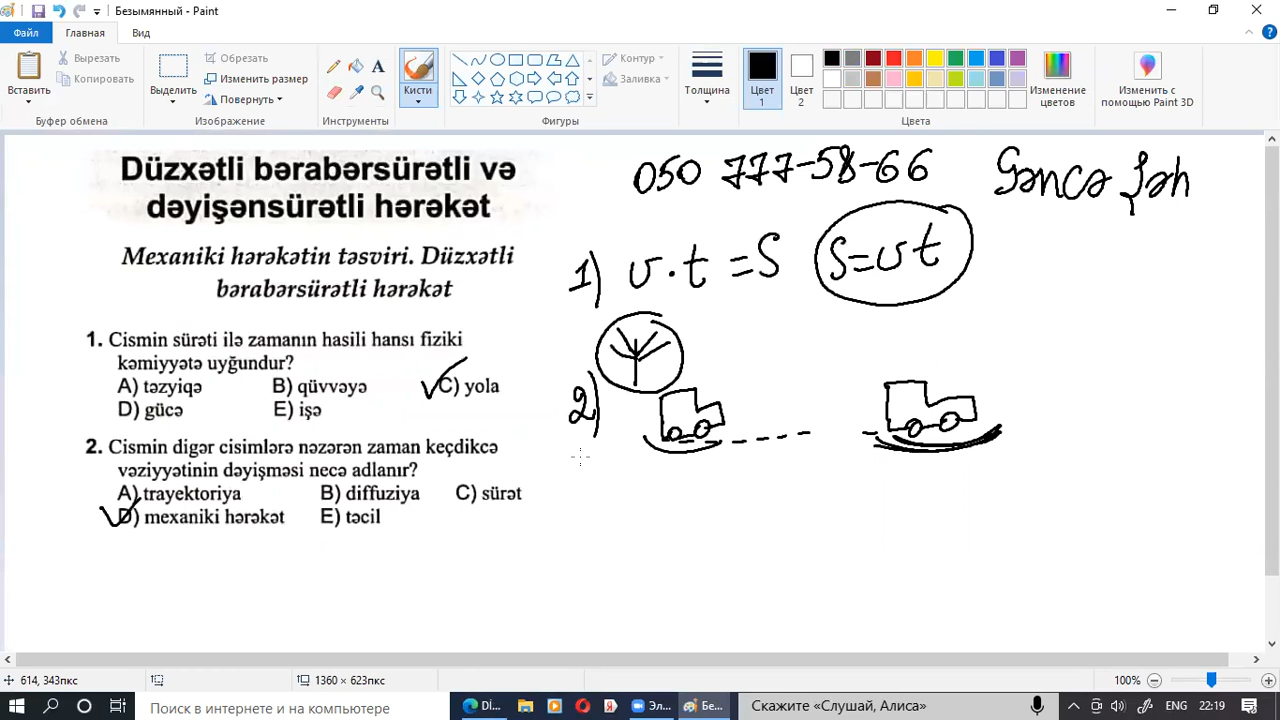 Безымянный - Paint
Файл
Главная
Вид
Вставить
Вырезать
Копировать
Буфер обмена
Выделить
Обрезать
Изменить размер
Повернуть
Изображение
Инструменты
Кисти
Контур
Заливка
Фигуры
Толщина
Цвет 1
Цвет 2
Изменение цветов
Цвета
Изменить с помощью Paint 3D
Düzxətli bərabərsürətli və
dəyişənsürətli hərəkət
Mexaniki hərəkətin təsviri. Düzxətli
bərabərsürətli hərəkət
1. Cismin sürəti ilə zamanın hasili hansı fiziki
kəmiyyətə uyğundur?
A) təzyiqə B) qüvvəyə C) yola
D) gücə E) işə
2. Cismin digər cisimlərə nəzərən zaman keçdikcə
vəziyyətinin dəyişməsi necə adlanır?
A) trayektoriya B) diffuziya C) sürət
D) mexaniki hərəkət E) təcil
050 777-58-66 Gəncə şəh
1) υ·t =S S=υt
2)
614, 343пкс
1360 × 623пкс
100%
Поиск в интернете и на компьютере
Dİ...
Эл...
Бе...
Скажите «Слушай, Алиса»
ENG
22:19